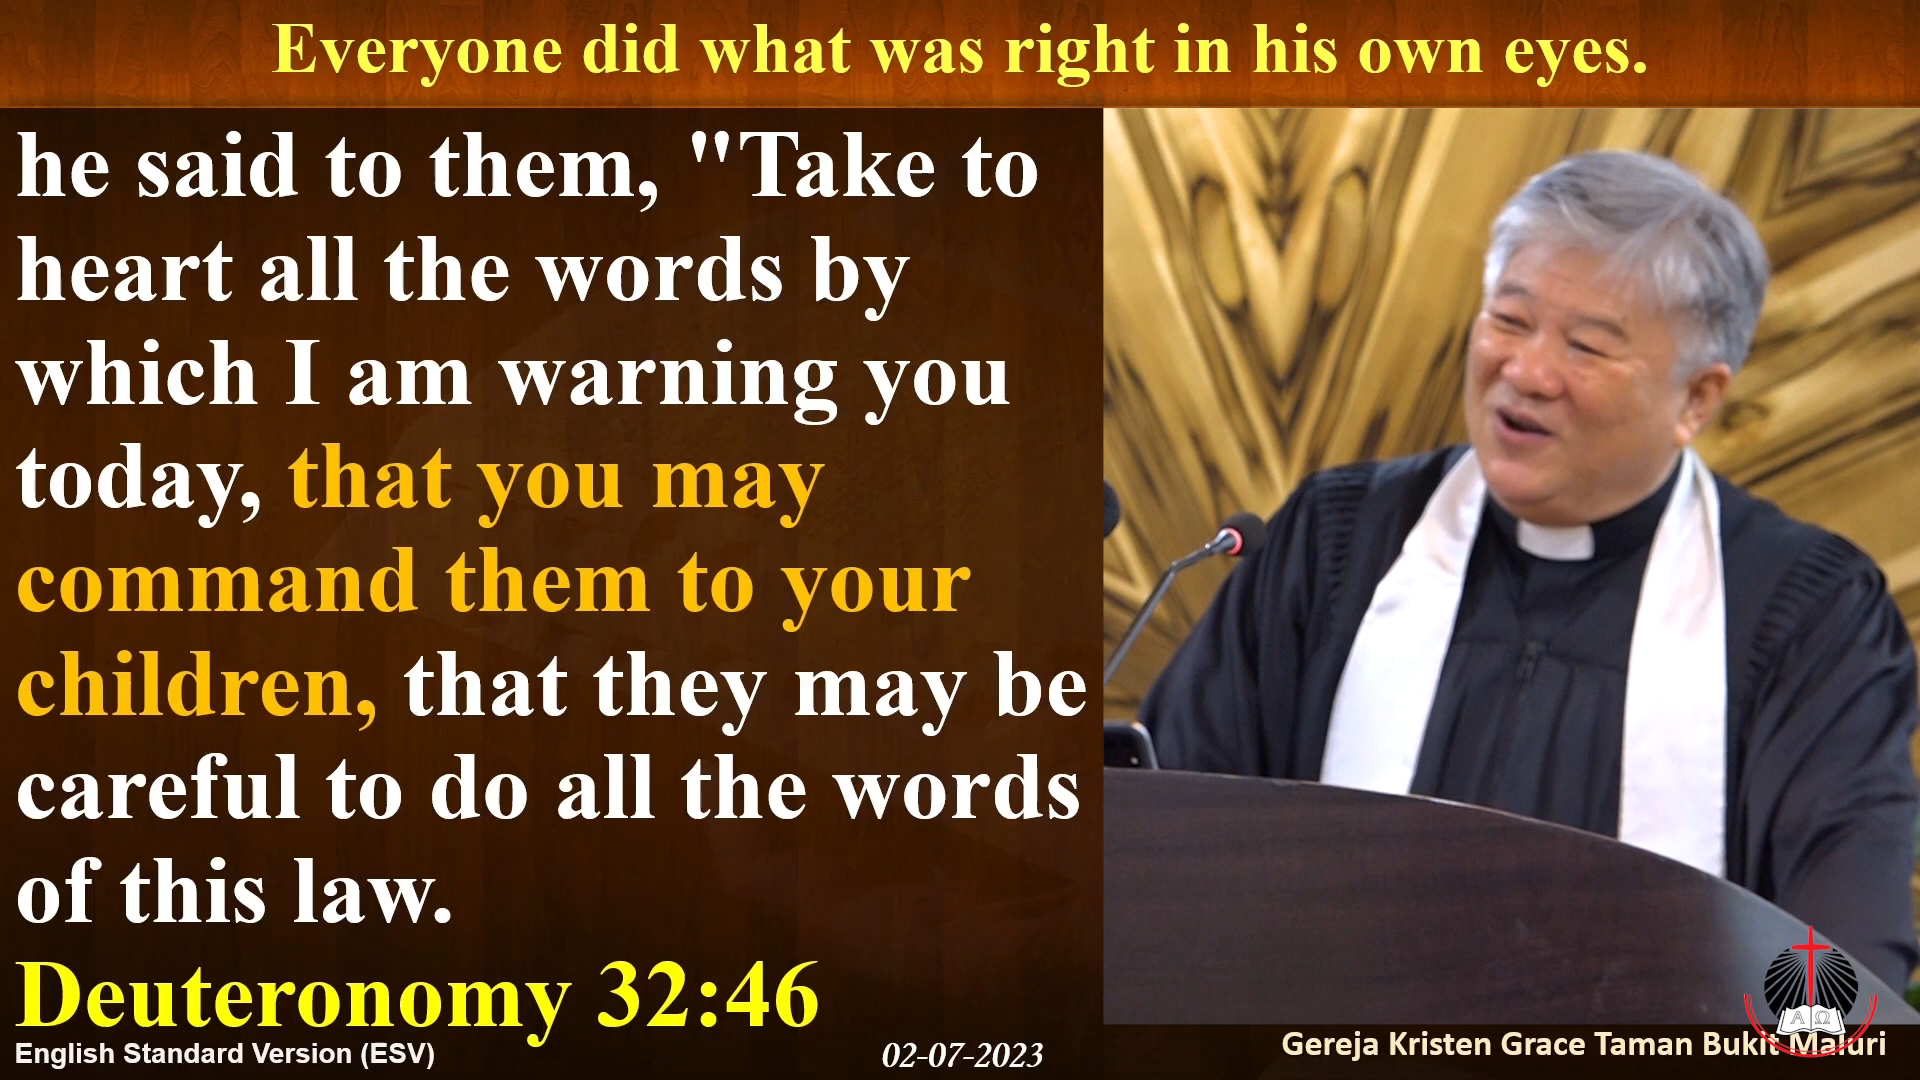 Everyone did what was right in his own eyes.
he said to them, "Take to
heart all the words by
which I am warning you
today, that you may
command them to your
children, that they may be
careful to do all the words
of this law.
Deuteronomy 32:46
English Standard Version (ESV)
02-07-2023
Gereja Kristen Grace Taman Bukit Maluri
Α Ω